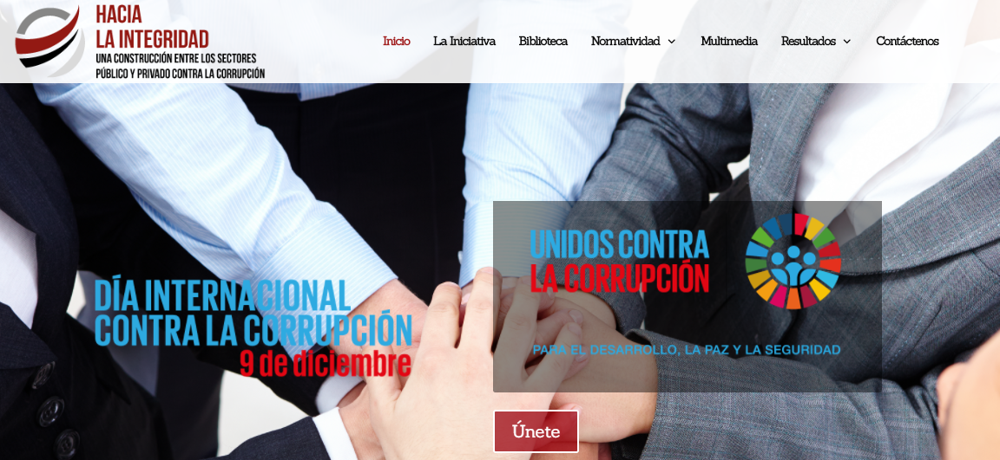 HACIA
LA INTEGRIDAD
UNA CONSTRUCCIÓN ENTRE LOS SECTORES
PÚBLICO Y PRIVADO CONTRA LA CORRUPCIÓN
Inicio La Iniciativa Biblioteca Normatividad Multimedia Resultados Contáctenos
DÍA INTERNACIONAL
CONTRA LA CORRUPCIÓN
9 de diciembre
UNIDOS CONTRA
LA CORRUPCIÓN
PARA EL DESARROLLO, LA PAZ Y LA SEGURIDAD
Únete